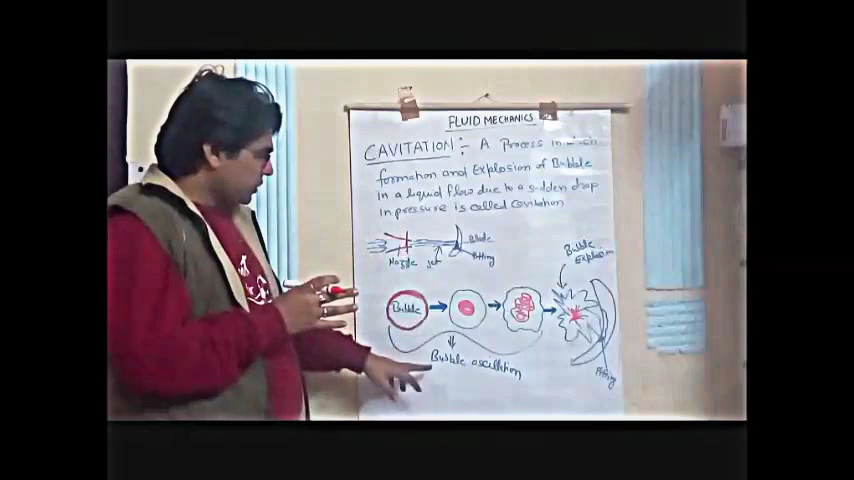 FLUID MECHANICS
CAVITATION :- A Process in which
formation and Explosion of Bubble
in a liquid flow due to a sudden drop
in pressure is called Cavitation
Nozzle
Jet
Blade
Pitting
Bubble
Explosion
Bubble
Bubble oscillation
Pitting